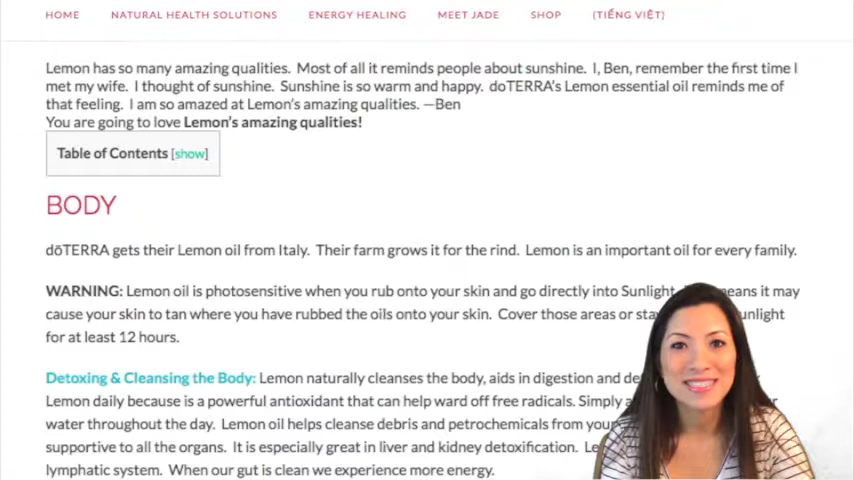 HOME NATURAL HEALTH SOLUTIONS ENERGY HEALING MEET JADE SHOP (TIẾNG VIỆT)
Lemon has so many amazing qualities. Most of all it reminds people about sunshine. I, Ben, remember the first time I
met my wife. I thought of sunshine. Sunshine is so warm and happy. doTERRA's Lemon essential oil reminds me of
that feeling. I am so amazed at Lemon's amazing qualities. —Ben
You are going to love Lemon's amazing qualities!
Table of Contents [show]
BODY
dōTERRA gets their Lemon oil from Italy. Their farm grows it for the rind. Lemon is an important oil for every family.
WARNING: Lemon oil is photosensitive when you rub onto your skin and go directly into Sunlight. means it may
cause your skin to tan where you have rubbed the oils onto your skin. Cover those areas or
for at least 12 hours.
Detoxing & Cleansing the Body: Lemon naturally cleanses the body, aids in digestion and
Lemon daily because is a powerful antioxidant that can help ward off free radicals. Simply
water throughout the day. Lemon oil helps cleanse debris and petrochemicals from
supportive to all the organs. It is especially great in liver and kidney detoxification.
lymphatic system. When our gut is clean we experience more energy.